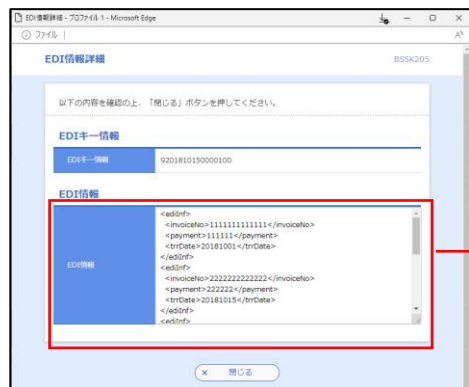 EDI情報詳細 - プロファイル 1 - Microsoft Edge
ファイル
EDI情報詳細
BSSK205
以下の内容を確認の上、「閉じる」ボタンを押してください。
EDIキー情報
EDIキー情報 9201810150000100
EDI情報
EDI情報
<ediInf>
<invoiceNo>1111111111111</invoiceNo>
<payment>111111</payment>
<trrDate>20181001</trrDate>
</ediInf>
<ediInf>
<invoiceNo>2222222222222</invoiceNo>
<payment>222222</payment>
<trrDate>20181015</trrDate>
</ediInf>
<ediInf>
× 閉じる